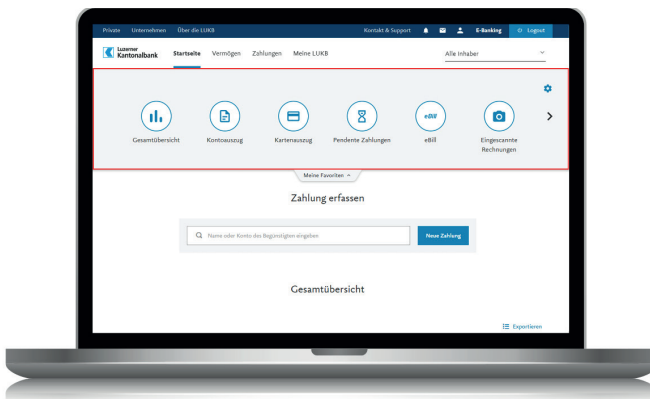 Private Unternehmen Über die LUKB Kontakt & Support E-Banking Logout
Luzerner
Kantonalbank
Startseite Vermögen Zahlungen Meine LUKB Alle Inhaber
Gesamtübersicht Kontoauszug Kartenauszug Pendente Zahlungen eBill eBill Eingescannte
Rechnungen
Meine Favoriten
Zahlung erfassen
Name oder Konto des Begünstigten eingeben Neue Zahlung
Gesamtübersicht
Exportieren